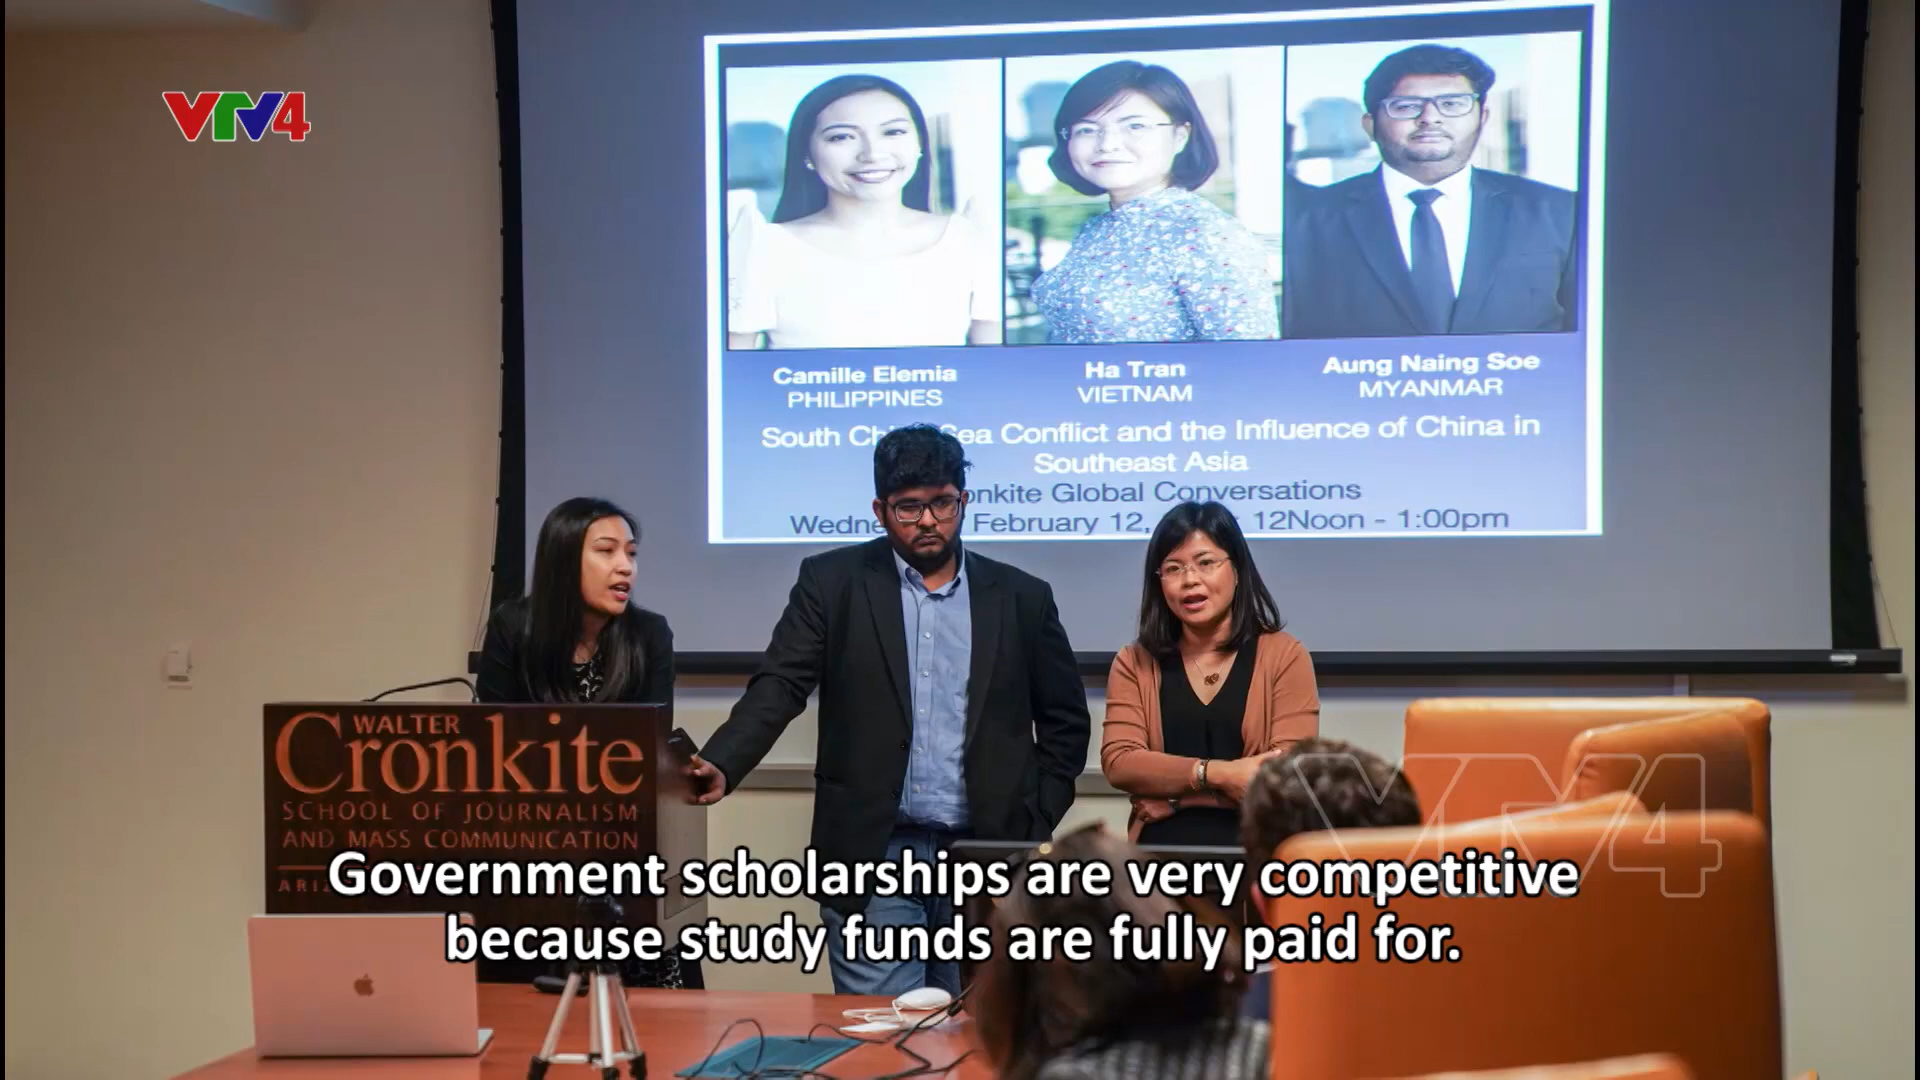 VTV4
Camille Elemia
PHILIPPINES
Ha Tran
VIETNAM
Aung Naing Soe
MYANMAR
South Sea Conflict and the Influence of China in
Southeast Asia
Global Conversations
February 12, 12Noon - 1:00pm
WALTER
Cronkite
SCHOOL OF JOURNALISM
AND MASS COMMUNICATION
VTV4
Government scholarships are very competitive
because study funds are fully paid for.